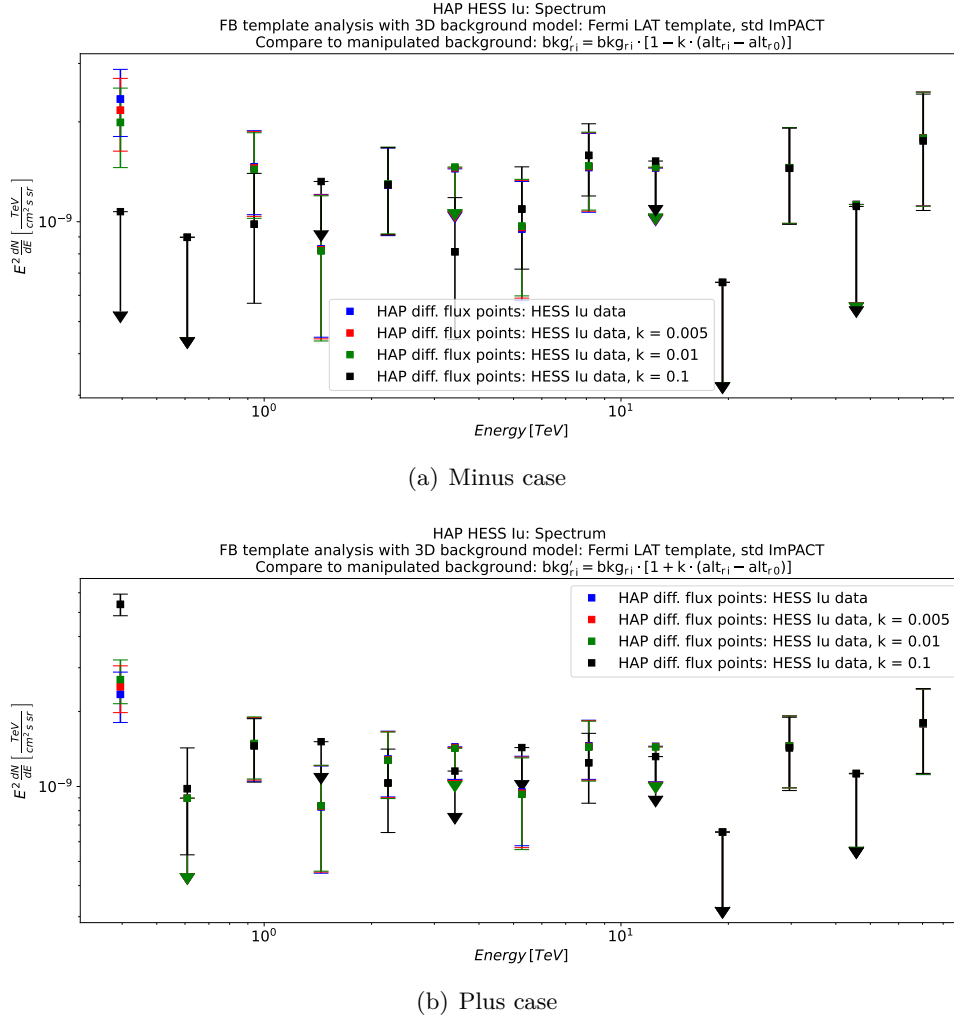 HAP HESS Iu: Spectrum
FB template analysis with 3D background model: Fermi LAT template, std ImPACT
Compare to manipulated background: bkg′ᵣᵢ = bkgᵣᵢ · [1 − k · (altᵣᵢ − altᵣ₀)]
10⁻⁹
E² dN/dE [TeV / cm² s sr]
HAP diff. flux points: HESS Iu data
HAP diff. flux points: HESS Iu data, k = 0.005
HAP diff. flux points: HESS Iu data, k = 0.01
HAP diff. flux points: HESS Iu data, k = 0.1
10⁰ 10¹
Energy [TeV]
(a) Minus case
HAP HESS Iu: Spectrum
FB template analysis with 3D background model: Fermi LAT template, std ImPACT
Compare to manipulated background: bkg′ᵣᵢ = bkgᵣᵢ · [1 + k · (altᵣᵢ − altᵣ₀)]
HAP diff. flux points: HESS Iu data
HAP diff. flux points: HESS Iu data, k = 0.005
HAP diff. flux points: HESS Iu data, k = 0.01
HAP diff. flux points: HESS Iu data, k = 0.1
10⁻⁹
E² dN/dE [TeV / cm² s sr]
10⁰ 10¹
Energy [TeV]
(b) Plus case